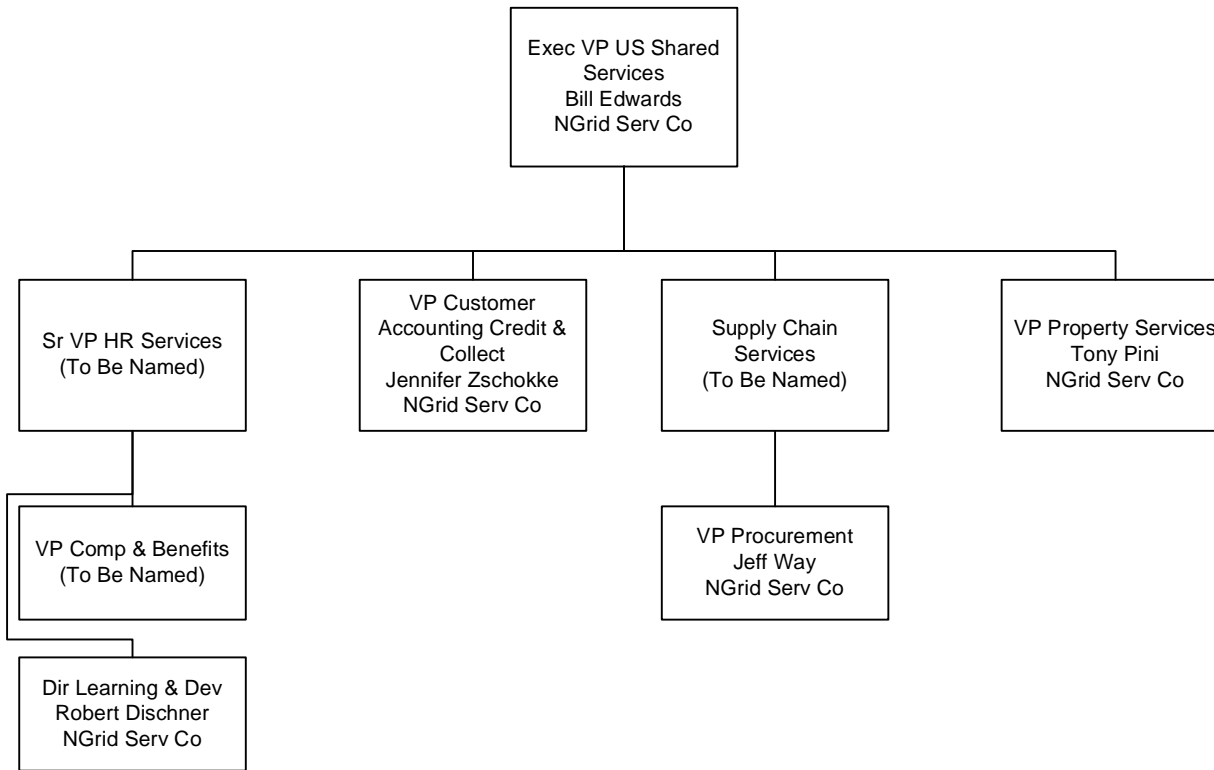 Exec VP US Shared
Services
Bill Edwards
NGrid Serv Co
Sr VP HR Services
(To Be Named)
VP Customer
Accounting Credit &
Collect
Jennifer Zschokke
NGrid Serv Co
Supply Chain
Services
(To Be Named)
VP Property Services
Tony Pini
NGrid Serv Co
VP Comp & Benefits
(To Be Named)
VP Procurement
Jeff Way
NGrid Serv Co
Dir Learning & Dev
Robert Dischner
NGrid Serv Co